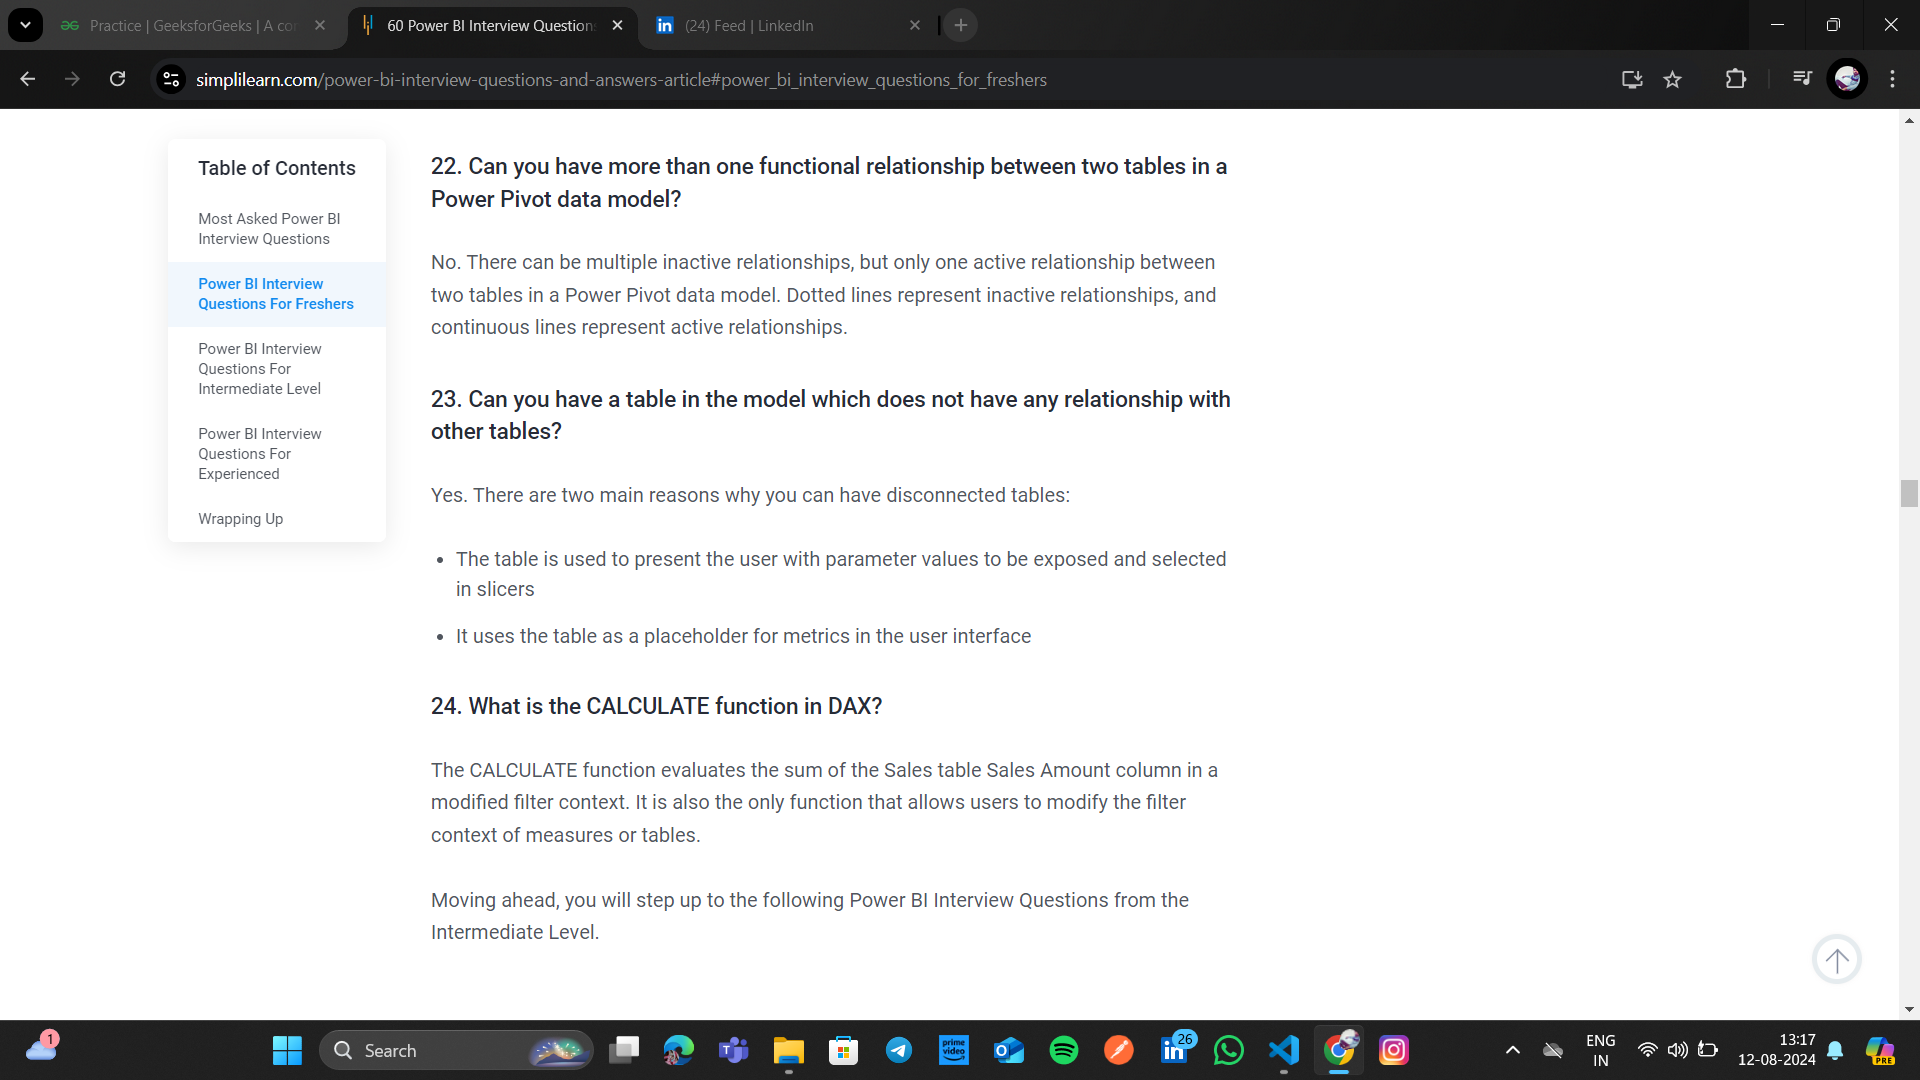 Practice | GeeksforGeeks | A co
60 Power BI Interview Question
in (24) Feed | LinkedIn
simplilearn.com/power-bi-interview-questions-and-answers-article#power_bi_interview_questions_for_freshers
Table of Contents
Most Asked Power BI
Interview Questions
Power BI Interview
Questions For Freshers
Power BI Interview
Questions For
Intermediate Level
Power BI Interview
Questions For
Experienced
Wrapping Up
22. Can you have more than one functional relationship between two tables in a
Power Pivot data model?
No. There can be multiple inactive relationships, but only one active relationship between
two tables in a Power Pivot data model. Dotted lines represent inactive relationships, and
continuous lines represent active relationships.
23. Can you have a table in the model which does not have any relationship with
other tables?
Yes. There are two main reasons why you can have disconnected tables:
• The table is used to present the user with parameter values to be exposed and selected
in slicers
• It uses the table as a placeholder for metrics in the user interface
24. What is the CALCULATE function in DAX?
The CALCULATE function evaluates the sum of the Sales table Sales Amount column in a
modified filter context. It is also the only function that allows users to modify the filter
context of measures or tables.
Moving ahead, you will step up to the following Power BI Interview Questions from the
Intermediate Level.
1
Search
prime
video
in 26
ENG
IN
13:17
12-08-2024
PRE